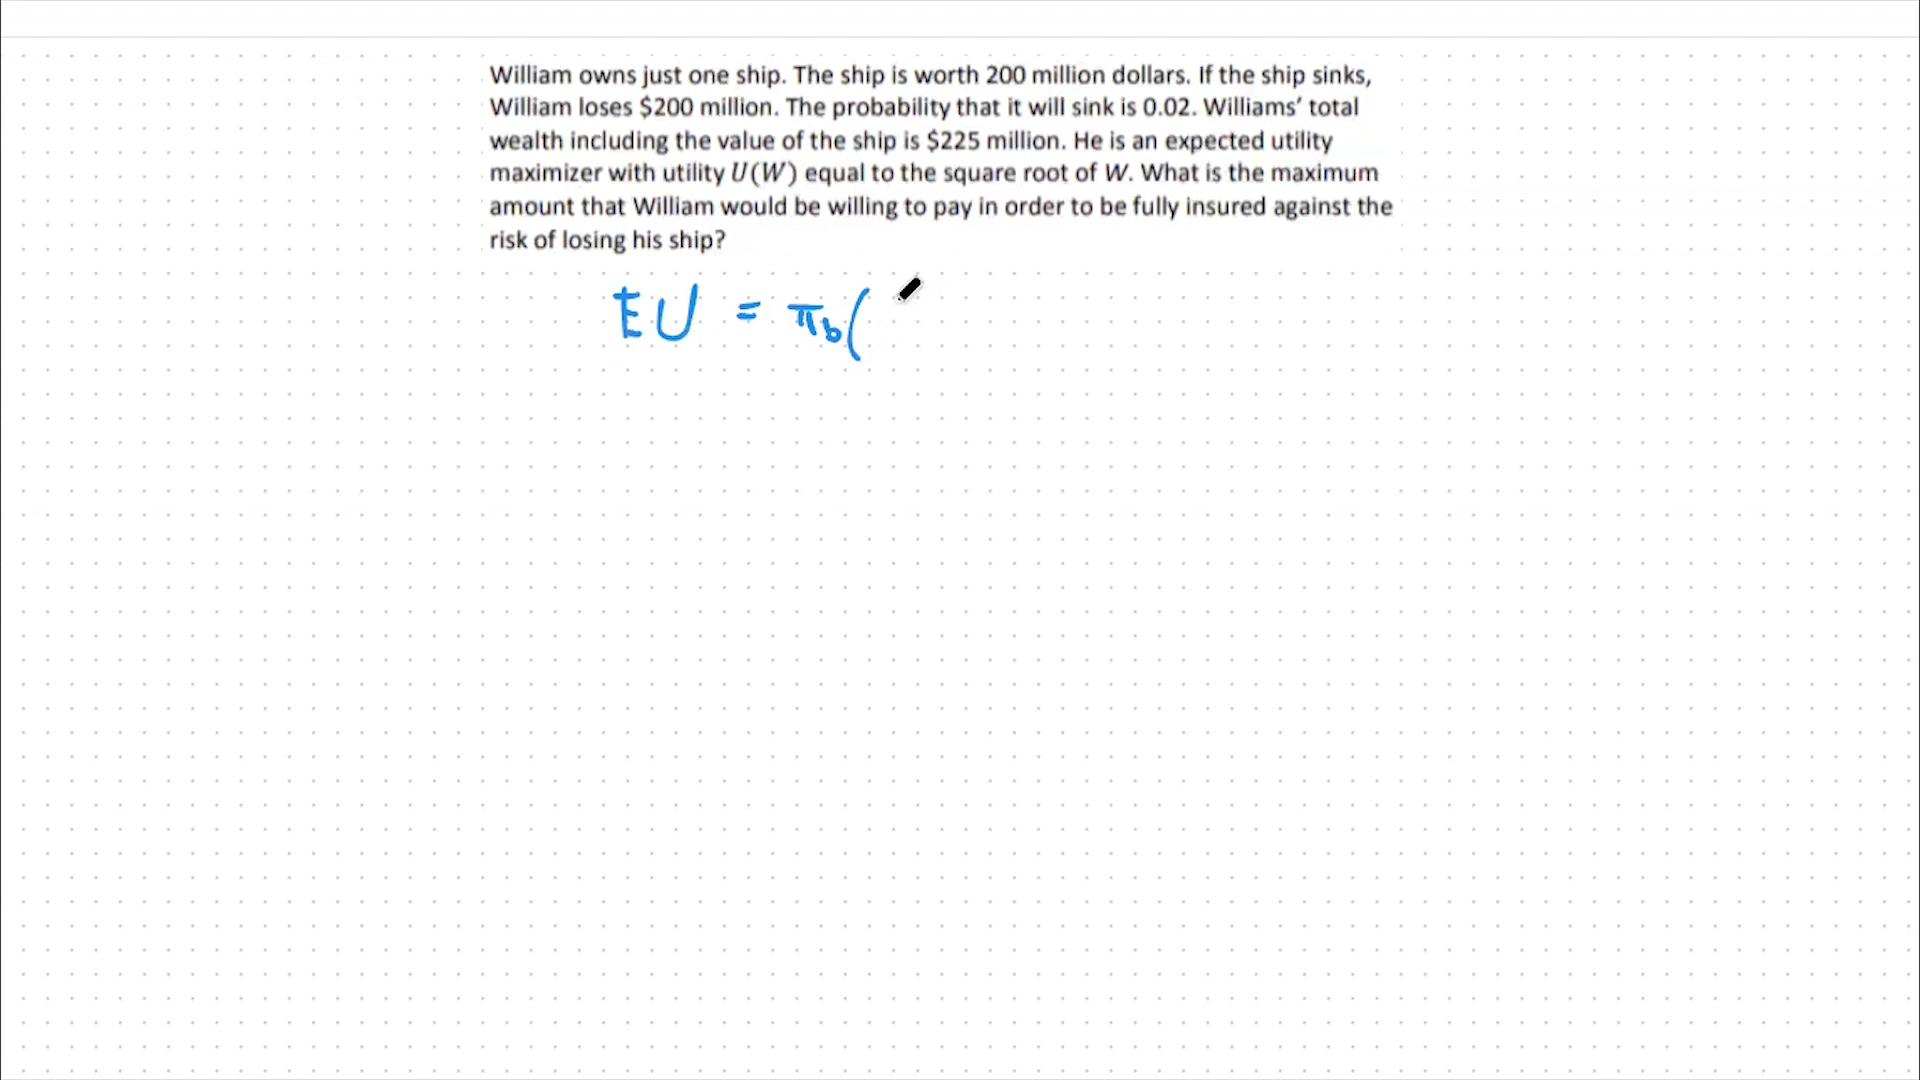 William owns just one ship. The ship is worth 200 million dollars. If the ship sinks,
William loses $200 million. The probability that it will sink is 0.02. Williams’ total
wealth including the value of the ship is $225 million. He is an expected utility
maximizer with utility U(W) equal to the square root of W. What is the maximum
amount that William would be willing to pay in order to be fully insured against the
risk of losing his ship?
EU = π_b (